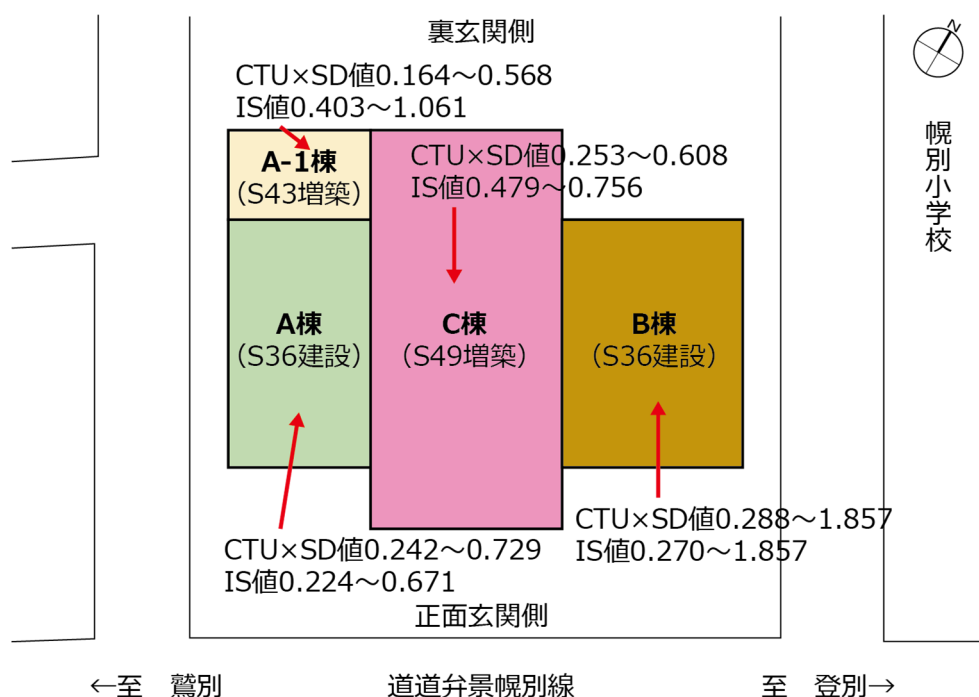 裏玄関側
N
CTU×SD値0.164～0.568
IS値0.403～1.061
幌別小学校
A-1棟
（S43増築）
CTU×SD値0.253～0.608
IS値0.479～0.756
A棟
（S36建設）
C棟
（S49増築）
B棟
（S36建設）
CTU×SD値0.242～0.729
IS値0.224～0.671
CTU×SD値0.288～1.857
IS値0.270～1.857
正面玄関側
←至　鷲別　道道弁景幌別線　至　登別→